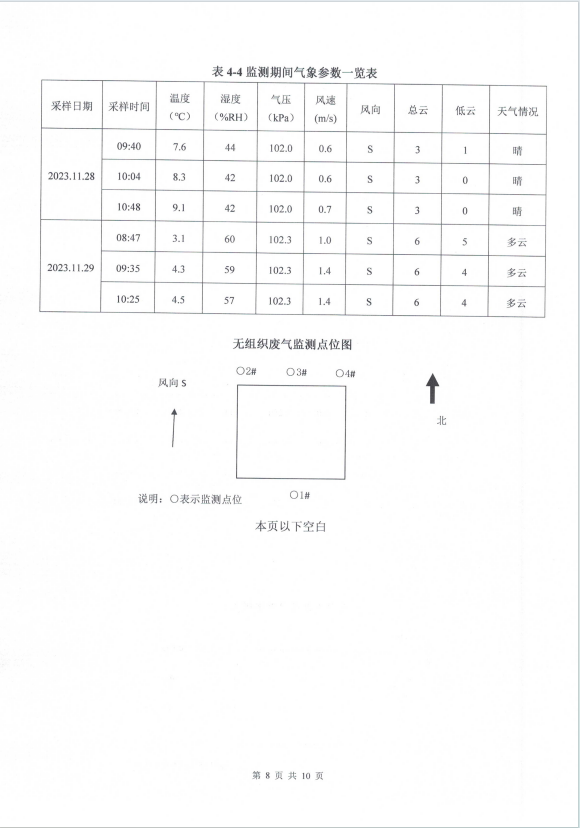 表 4-4 监测期间气象参数一览表
采样日期 采样时间 温度（℃） 湿度（%RH） 气压（kPa） 风速(m/s) 风向 总云 低云 天气情况
2023.11.28 09:40 7.6 44 102.0 0.6 S 3 1 晴
10:04 8.3 42 102.0 0.6 S 3 0 晴
10:48 9.1 42 102.0 0.7 S 3 0 晴
2023.11.29 08:47 3.1 60 102.3 1.0 S 6 5 多云
09:35 4.3 59 102.3 1.4 S 6 4 多云
10:25 4.5 57 102.3 1.4 S 6 4 多云
无组织废气监测点位图
○2# ○3# ○4#
风向 S
北
○1#
说明：○表示监测点位
本页以下空白
第 8 页 共 10 页